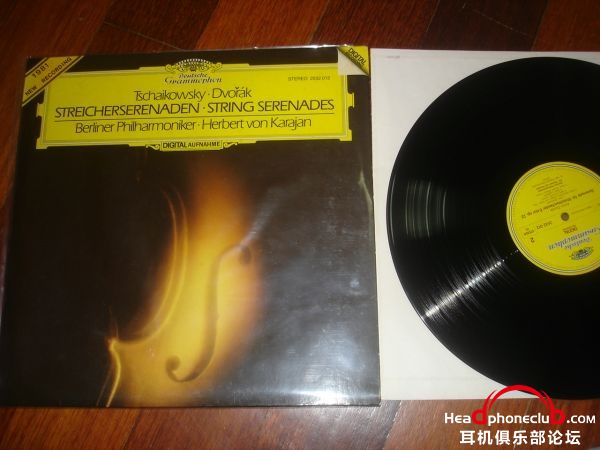 1981
NEW RECORDING
Deutsche
Grammophon
STEREO 2532 012
DIGITAL
Tschaikowsky · Dvořák
STREICHERSERENADEN · STRING SERENADES
Berliner Philharmoniker · Herbert von Karajan
DIGITAL AUFNAHME
Deutsche
Grammophon
2
Headphoneclub.com
耳机俱乐部论坛